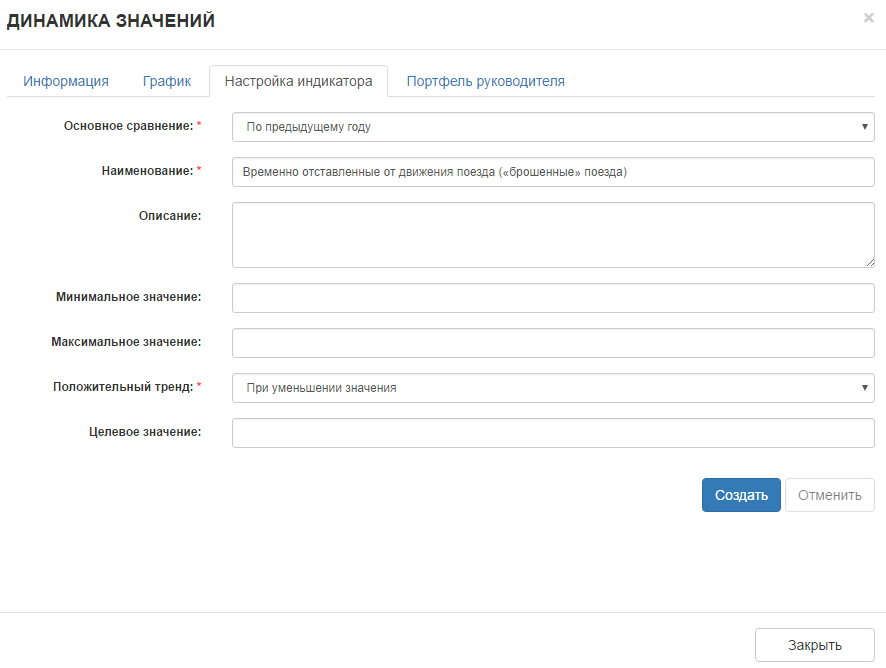 ДИНАМИКА ЗНАЧЕНИЙ ×
Информация График Настройка индикатора Портфель руководителя
Основное сравнение: * По предыдущему году
Наименование: * Временно отставленные от движения поезда («брошенные» поезда)
Описание:
Минимальное значение:
Максимальное значение:
Положительный тренд: * При уменьшении значения
Целевое значение:
Создать Отменить
Закрыть